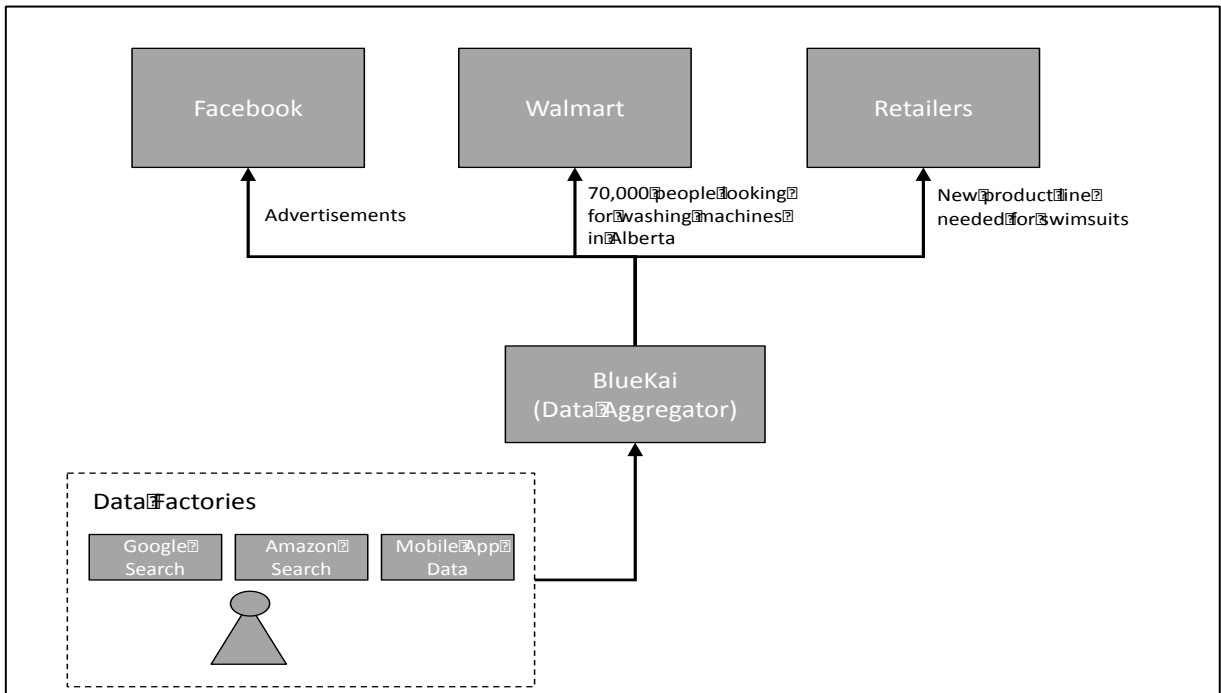 Facebook
Walmart
Retailers
Advertisements
70,000 people looking
for washing machines
in Alberta
New product line
needed for swimsuits
BlueKai
(Data Aggregator)
Data Factories
Google
Search
Amazon
Search
Mobile App
Data